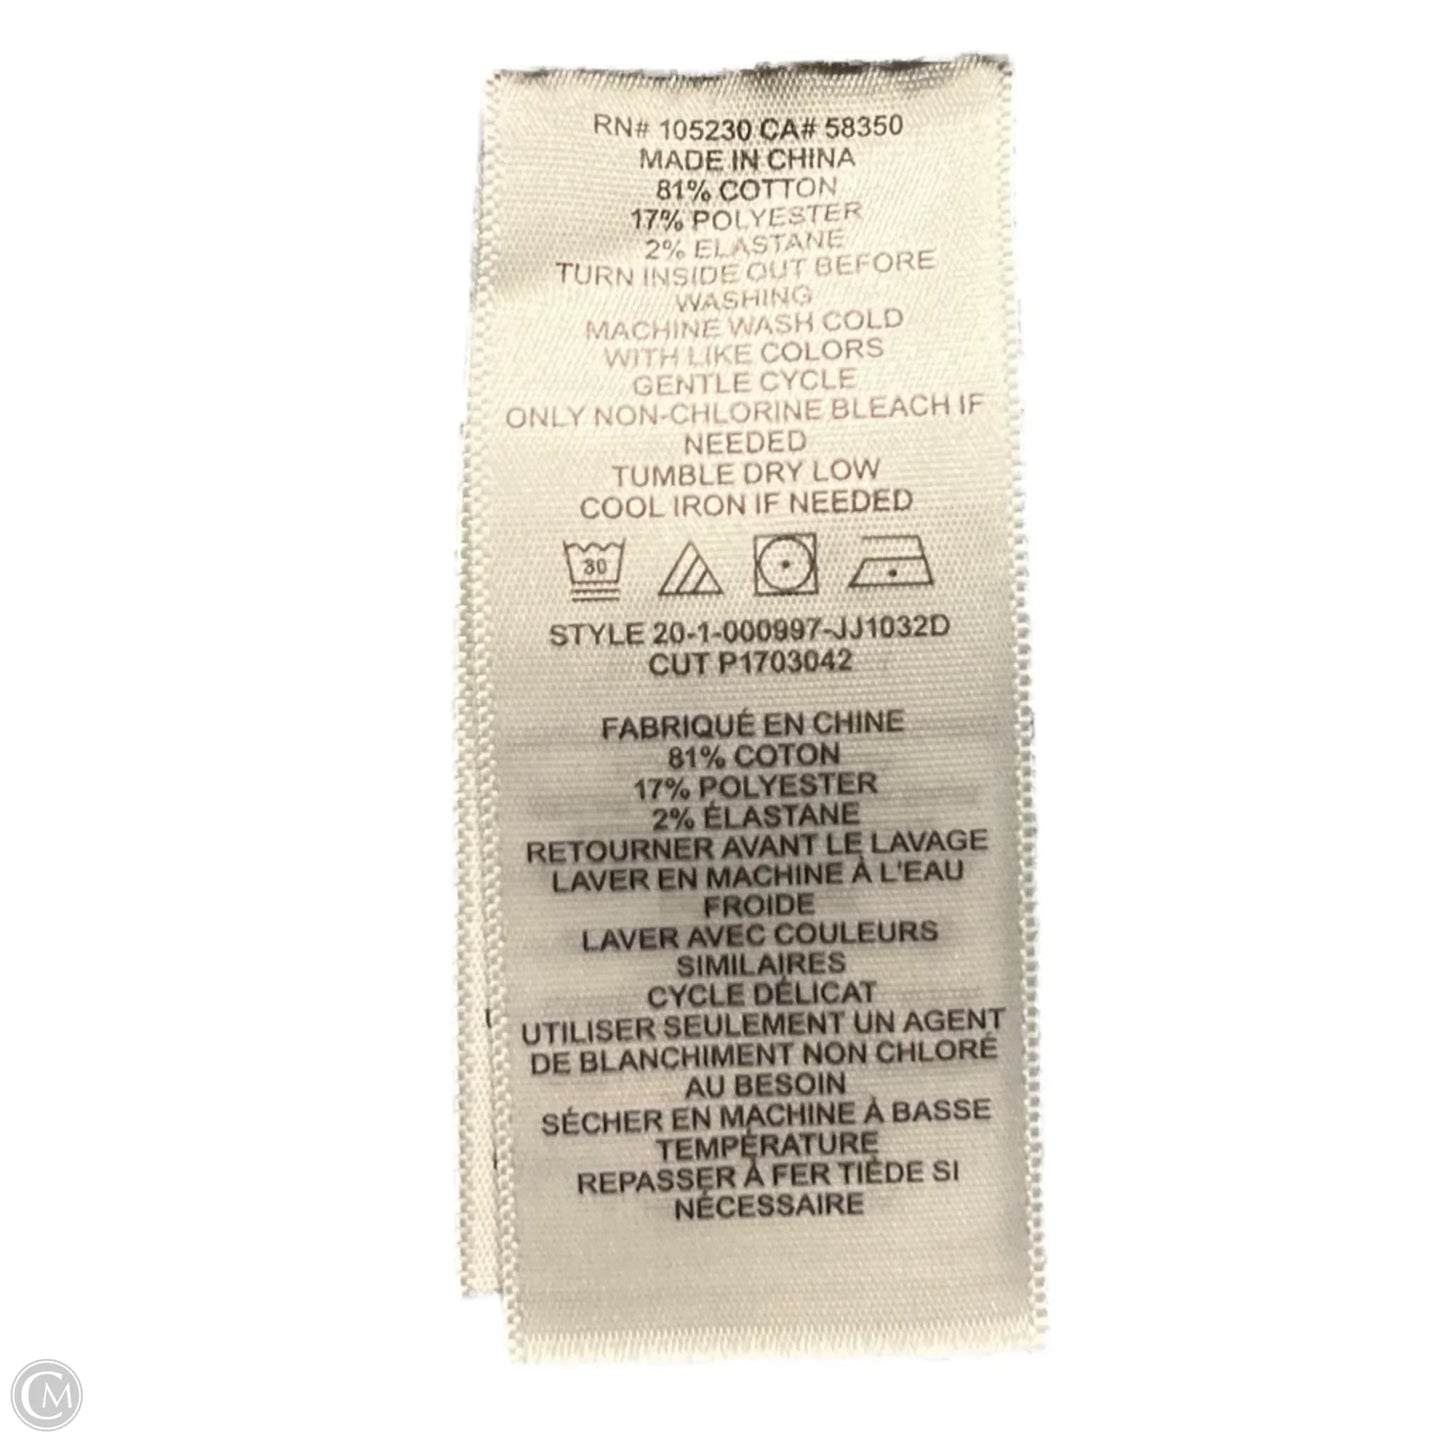 RN# 105230 CA# 58350
MADE IN CHINA
81% COTTON
17% POLYESTER
2% ELASTANE
TURN INSIDE OUT BEFORE
WASHING
MACHINE WASH COLD
WITH LIKE COLORS
GENTLE CYCLE
ONLY NON-CHLORINE BLEACH IF
NEEDED
TUMBLE DRY LOW
COOL IRON IF NEEDED
30
STYLE 20-1-000997-JJ1032D
CUT P1703042
FABRIQUÉ EN CHINE
81% COTON
17% POLYESTER
2% ÉLASTANE
RETOURNER AVANT LE LAVAGE
LAVER EN MACHINE À L'EAU
FROIDE
LAVER AVEC COULEURS
SIMILAIRES
CYCLE DÉLICAT
UTILISER SEULEMENT UN AGENT
DE BLANCHIMENT NON CHLORÉ
AU BESOIN
SÉCHER EN MACHINE À BASSE
TEMPÉRATURE
REPASSER À FER TIÈDE SI
NÉCESSAIRE
CM